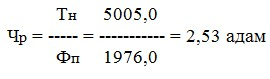 Тн 5005,0
Чр = ----- = ----------- = 2,53 адам
Фп 1976,0